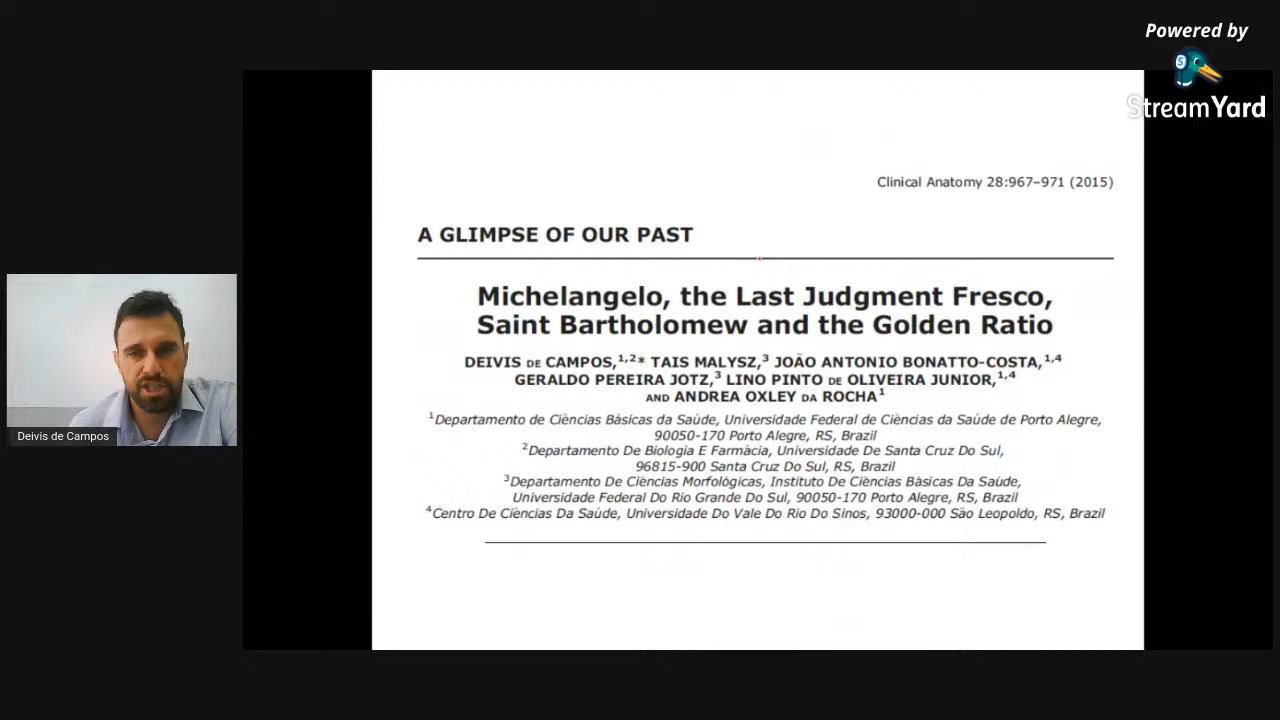 Powered by
StreamYard
Clinical Anatomy 28:967–971 (2015)
A GLIMPSE OF OUR PAST
Michelangelo, the Last Judgment Fresco,
Saint Bartholomew and the Golden Ratio
DEIVIS DE CAMPOS,1,2* TAIS MALYSZ,3 JOÃO ANTONIO BONATTO-COSTA,1,4
GERALDO PEREIRA JOTZ,3 LINO PINTO DE OLIVEIRA JUNIOR,1,4
AND ANDREA OXLEY DA ROCHA1
1Departamento de Ciências Básicas da Saúde, Universidade Federal de Ciências da Saúde de Porto Alegre,
90050-170 Porto Alegre, RS, Brazil
2Departamento De Biologia E Farmácia, Universidade De Santa Cruz Do Sul,
96815-900 Santa Cruz Do Sul, RS, Brazil
3Departamento De Ciências Morfológicas, Instituto De Ciências Básicas Da Saúde,
Universidade Federal Do Rio Grande Do Sul, 90050-170 Porto Alegre, RS, Brazil
4Centro De Ciências Da Saúde, Universidade Do Vale Do Rio Do Sinos, 93000-000 São Leopoldo, RS, Brazil
Deivis de Campos